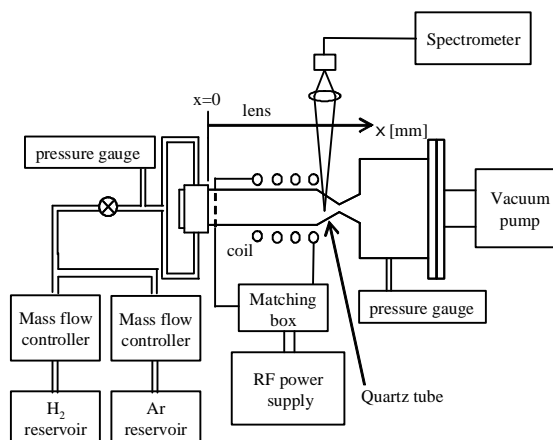 Spectrometer
x=0
lens
x [mm]
pressure gauge
Vacuum
pump
coil
Mass flow
controller
Mass flow
controller
Matching
box
pressure gauge
RF power
supply
Quartz tube
H₂
reservoir
Ar
reservoir